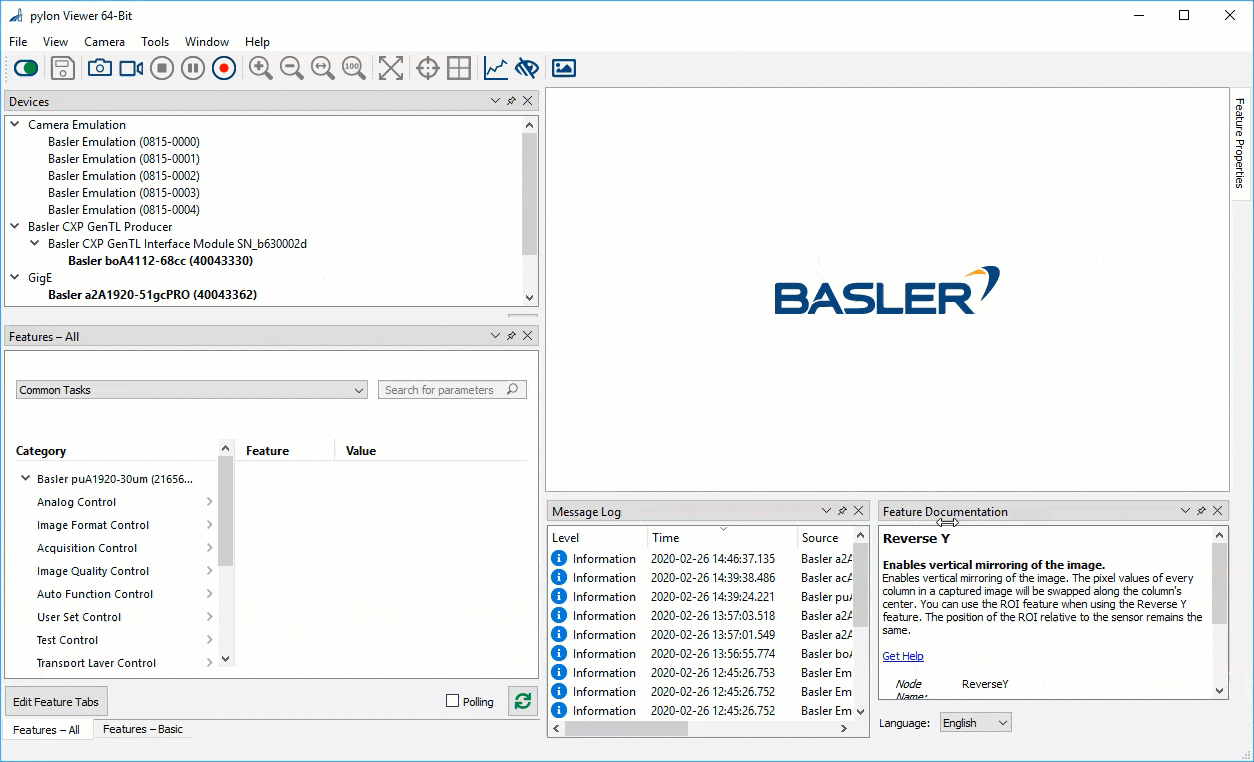 pylon Viewer 64-Bit
File View Camera Tools Window Help
100
Devices
Camera Emulation
Basler Emulation (0815-0000)
Basler Emulation (0815-0001)
Basler Emulation (0815-0002)
Basler Emulation (0815-0003)
Basler Emulation (0815-0004)
Basler CXP GenTL Producer
Basler CXP GenTL Interface Module SN_b630002d
Basler boA4112-68cc (40043330)
GigE
Basler a2A1920-51gcPRO (40043362)
Features – All
Common Tasks Search for parameters
Category Feature Value
Basler puA1920-30um (21656...
Analog Control
Image Format Control
Acquisition Control
Image Quality Control
Auto Function Control
User Set Control
Test Control
Transport Layer Control
Edit Feature Tabs Polling
Features – All Features – Basic
BASLER
Feature Properties
Message Log
Level Time Source
Information 2020-02-26 14:46:37.135 Basler a2A
Information 2020-02-26 14:39:38.486 Basler acA
Information 2020-02-26 14:39:24.221 Basler puA
Information 2020-02-26 13:57:03.518 Basler a2A
Information 2020-02-26 13:57:01.549 Basler a2A
Information 2020-02-26 13:56:55.774 Basler boA
Information 2020-02-26 12:45:26.753 Basler Em
Information 2020-02-26 12:45:26.752 Basler Em
Information 2020-02-26 12:45:26.752 Basler Em
Feature Documentation
Reverse Y
Enables vertical mirroring of the image.
Enables vertical mirroring of the image. The pixel values of every
column in a captured image will be swapped along the column's
center. You can use the ROI feature when using the Reverse Y
feature. The position of the ROI relative to the sensor remains the
same.
Get Help
Node ReverseY
Name:
Language: English